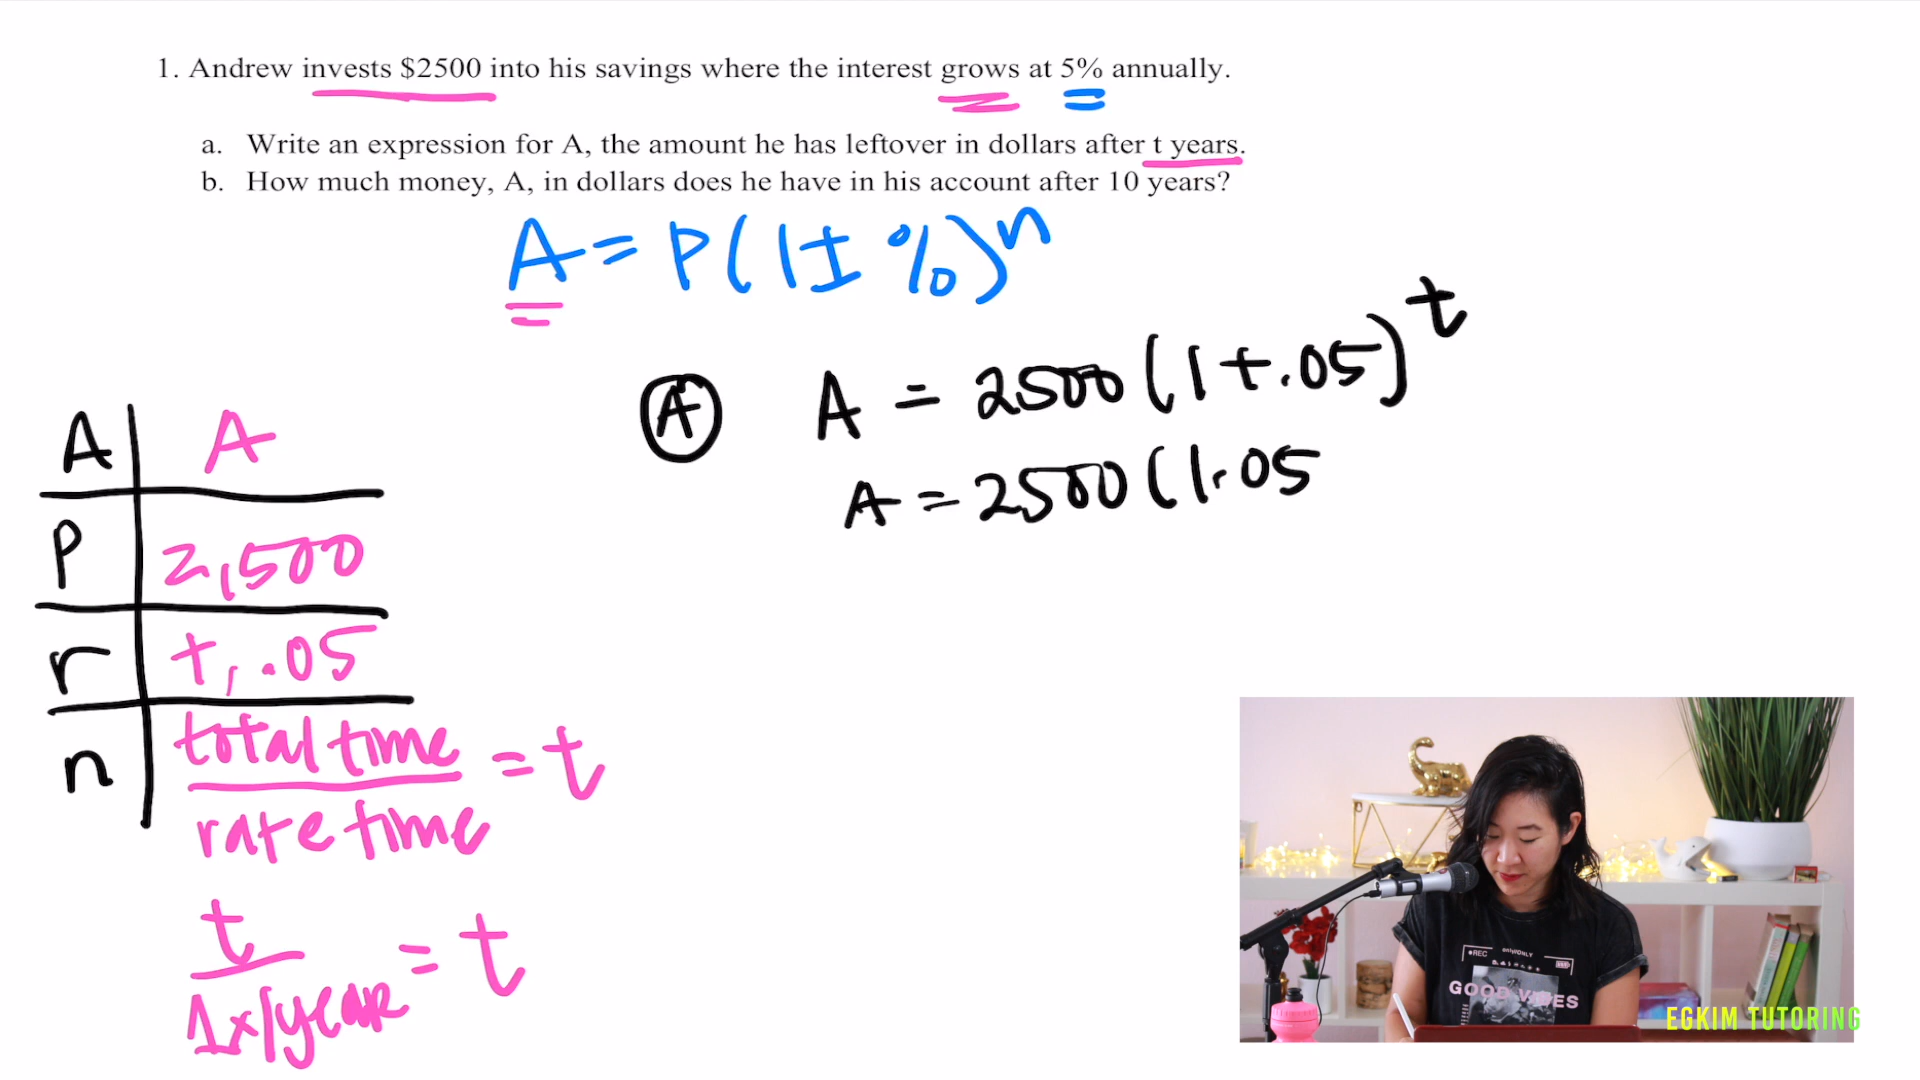 1. Andrew invests $2500 into his savings where the interest grows at 5% annually.
a. Write an expression for A, the amount he has leftover in dollars after t years.
b. How much money, A, in dollars does he have in his account after 10 years?
A = P(1 ± %)ⁿ
Ⓐ A = 2500(1+.05)ᵗ
A = 2500(1.05
A A
P 2,500
r +, .05
n total time / rate time = t
t / 1x/year = t
REC
GOOD VIBES
EGKIM TUTORING